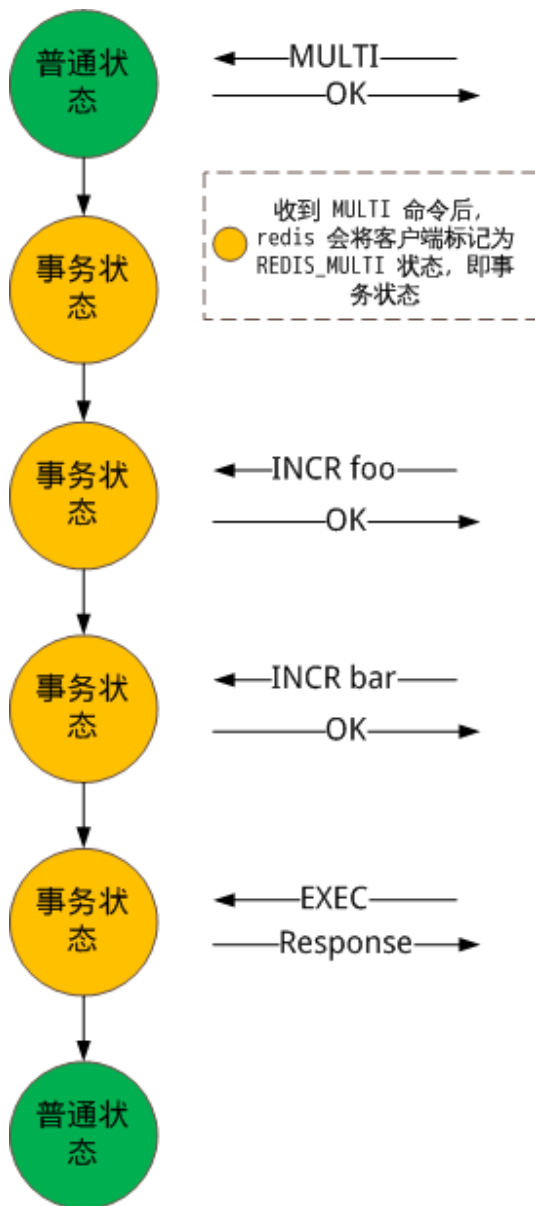 普通状
态
MULTI
OK
收到 MULTI 命令后,
redis 会将客户端标记为
REDIS_MULTI 状态, 即事
务状态
事务状
态
事务状
态
INCR foo
OK
事务状
态
INCR bar
OK
事务状
态
EXEC
Response
普通状
态